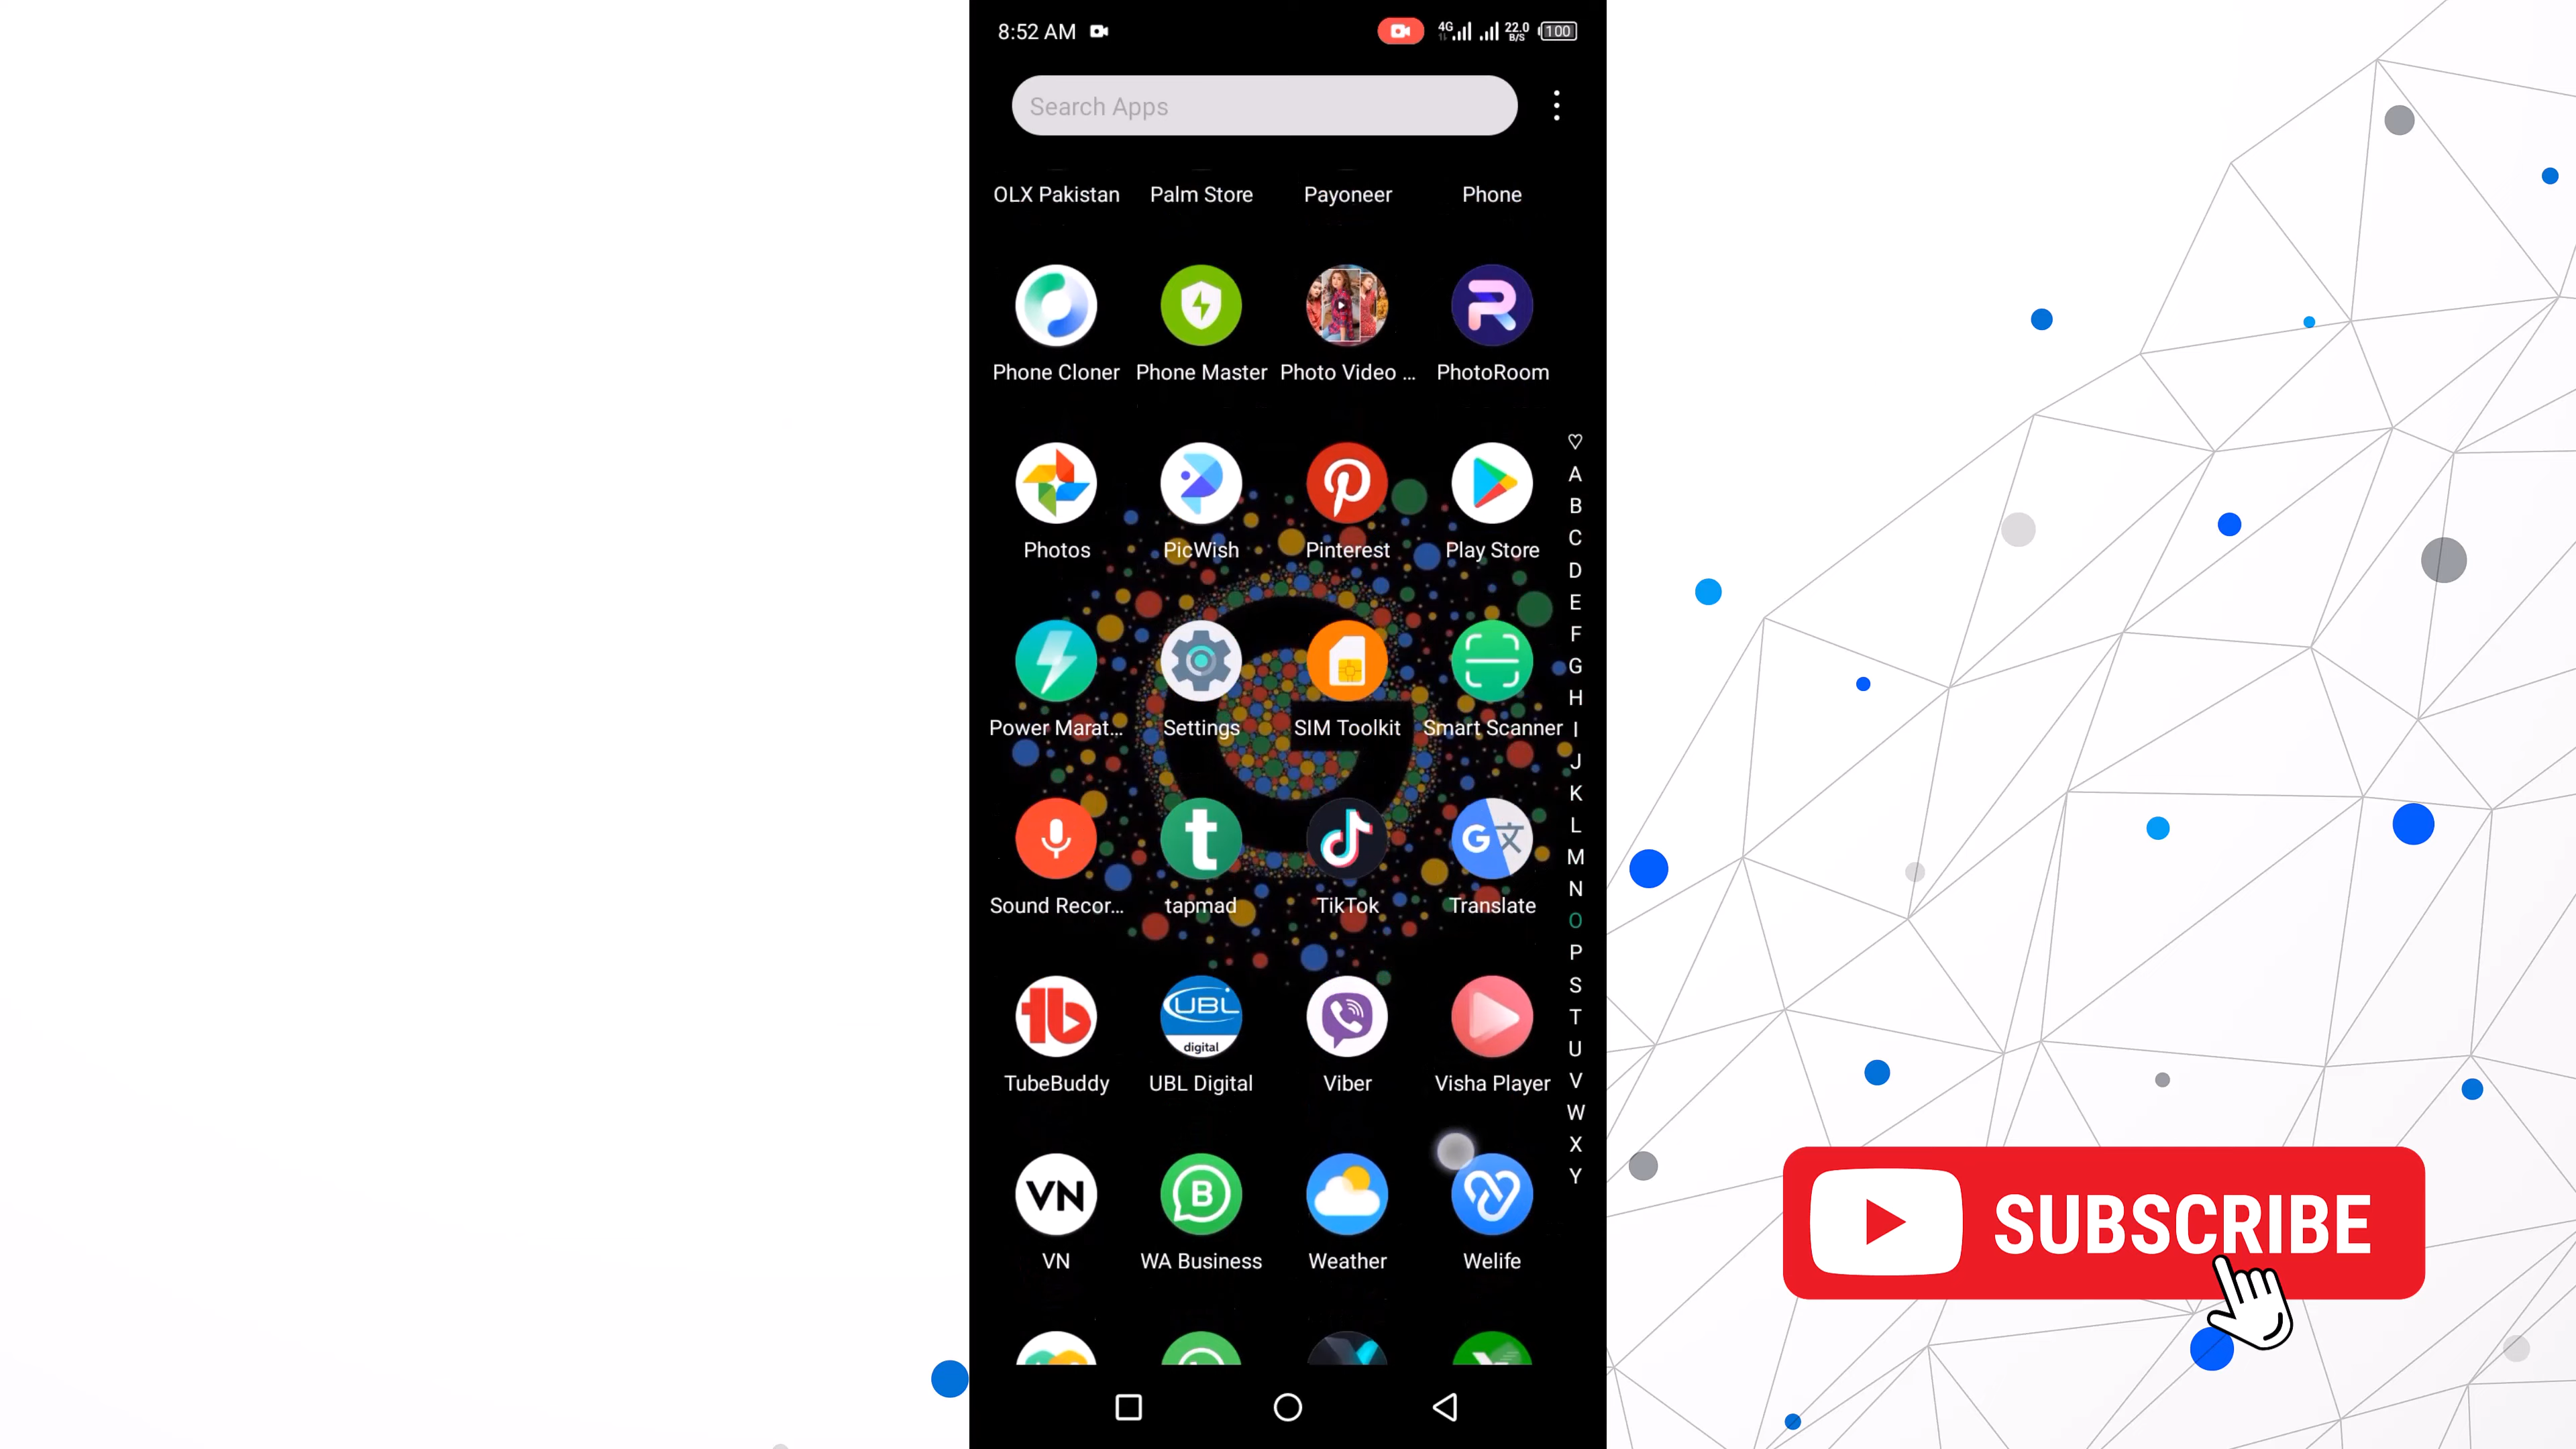 8:52 AM 4G 22.0 B/S 100
Search Apps
OLX Pakistan Palm Store Payoneer Phone
Phone Cloner Phone Master Photo Video ... PhotoRoom
Photos PicWish Pinterest Play Store
Power Marat... Settings SIM Toolkit Smart Scanner
Sound Recor... tapmad TikTok Translate
UBL
digital
TubeBuddy UBL Digital Viber Visha Player
VN
B
VN WA Business Weather Welife
A
B
C
D
E
F
G
H
I
J
K
L
M
N
O
P
S
T
U
V
W
X
Y
SUBSCRIBE